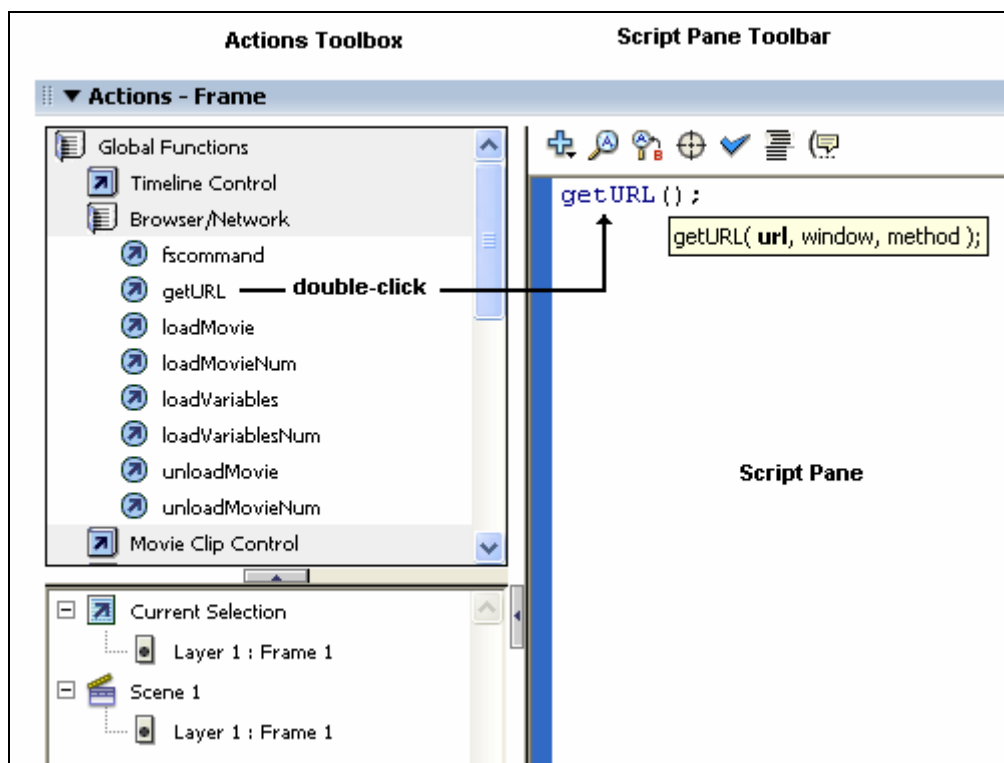 Actions Toolbox
Script Pane Toolbar
Actions - Frame
Global Functions
Timeline Control
Browser/Network
fscommand
getURL
double-click
loadMovie
loadMovieNum
loadVariables
loadVariablesNum
unloadMovie
unloadMovieNum
Movie Clip Control
Current Selection
Layer 1 : Frame 1
Scene 1
Layer 1 : Frame 1
getURL();
getURL( url, window, method );
Script Pane